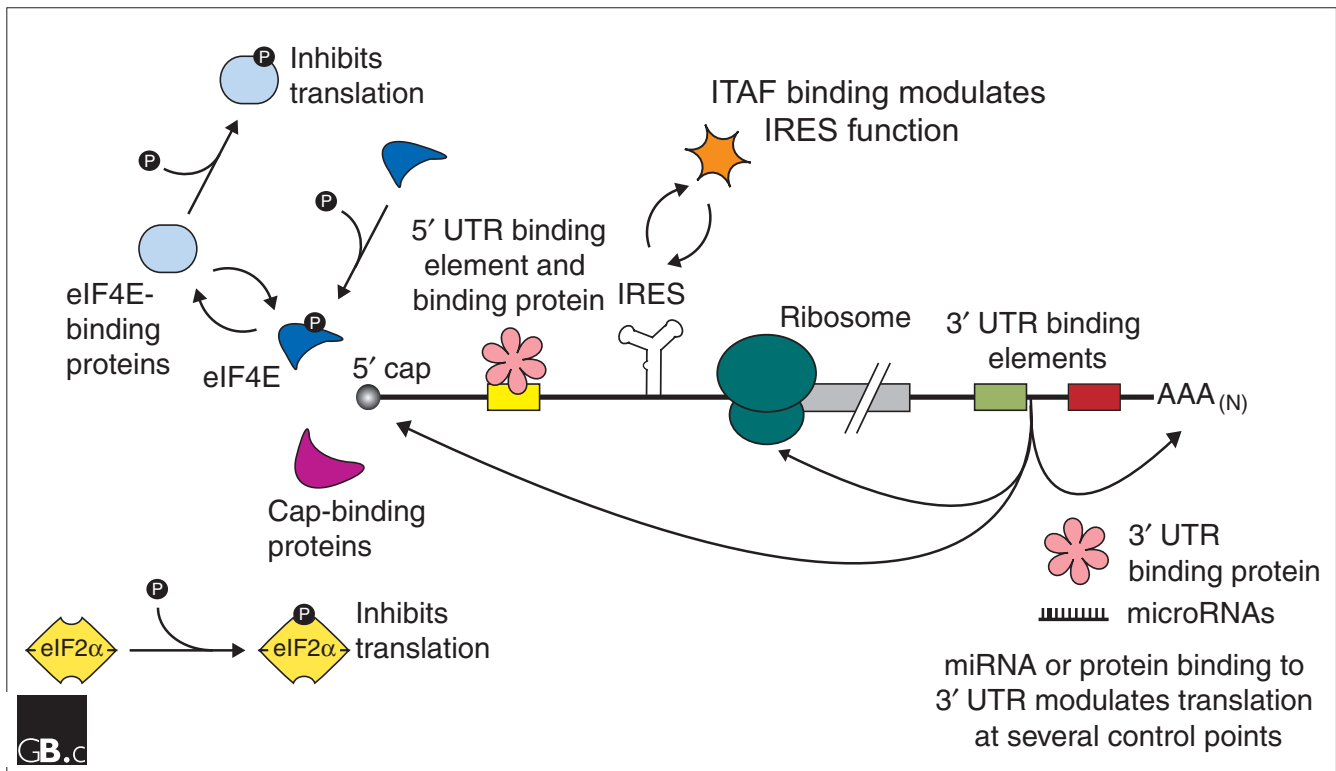 P
Inhibits
translation
P
eIF4E-
binding
proteins
P
P
eIF4E
ITAF binding modulates
IRES function
5′ UTR binding
element and
binding protein
IRES
5′ cap
Ribosome
3′ UTR binding
elements
AAA(N)
Cap-binding
proteins
3′ UTR
binding protein
microRNAs
miRNA or protein binding to
3′ UTR modulates translation
at several control points
eIF2α
P
P
eIF2α
Inhibits
translation
GB.c